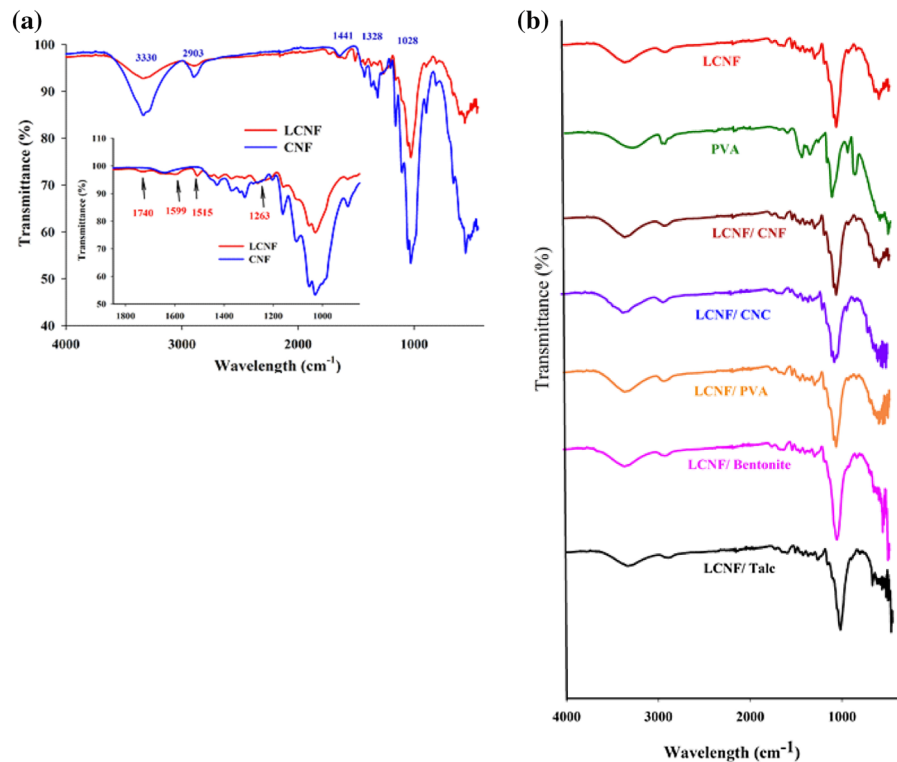 (a)
3330
2903
1441
1328
1028
100
90
80
70
60
50
40
Transmittance (%)
LCNF
CNF
110
100
90
80
70
60
50
Transmittance (%)
1740
1599
1515
1263
LCNF
CNF
1800
1600
1400
1200
1000
4000
3000
2000
1000
Wavelength (cm-1)
(b)
Transmittance (%)
LCNF
PVA
LCNF/ CNF
LCNF/ CNC
LCNF/ PVA
LCNF/ Bentonite
LCNF/ Talc
4000
3000
2000
1000
Wavelength (cm-1)